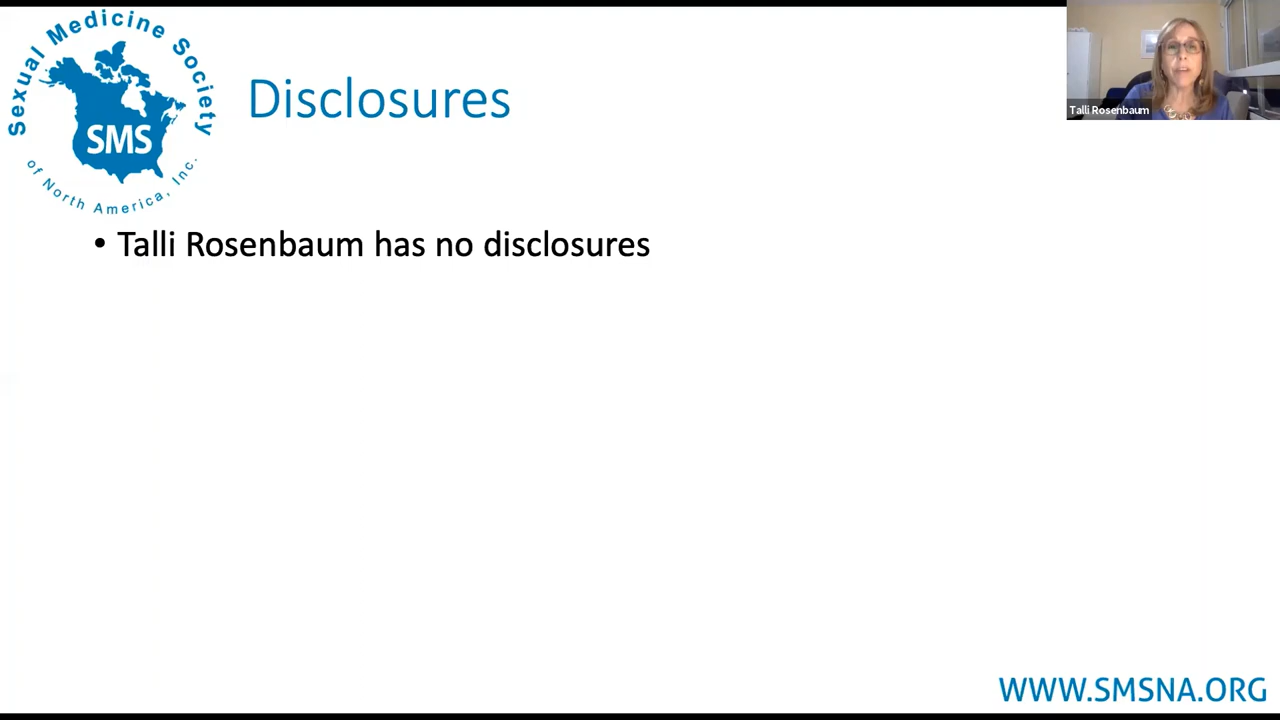 Sexual Medicine Society
SMS
of North America, Inc.
Disclosures
Talli Rosenbaum
• Talli Rosenbaum has no disclosures
WWW.SMSNA.ORG